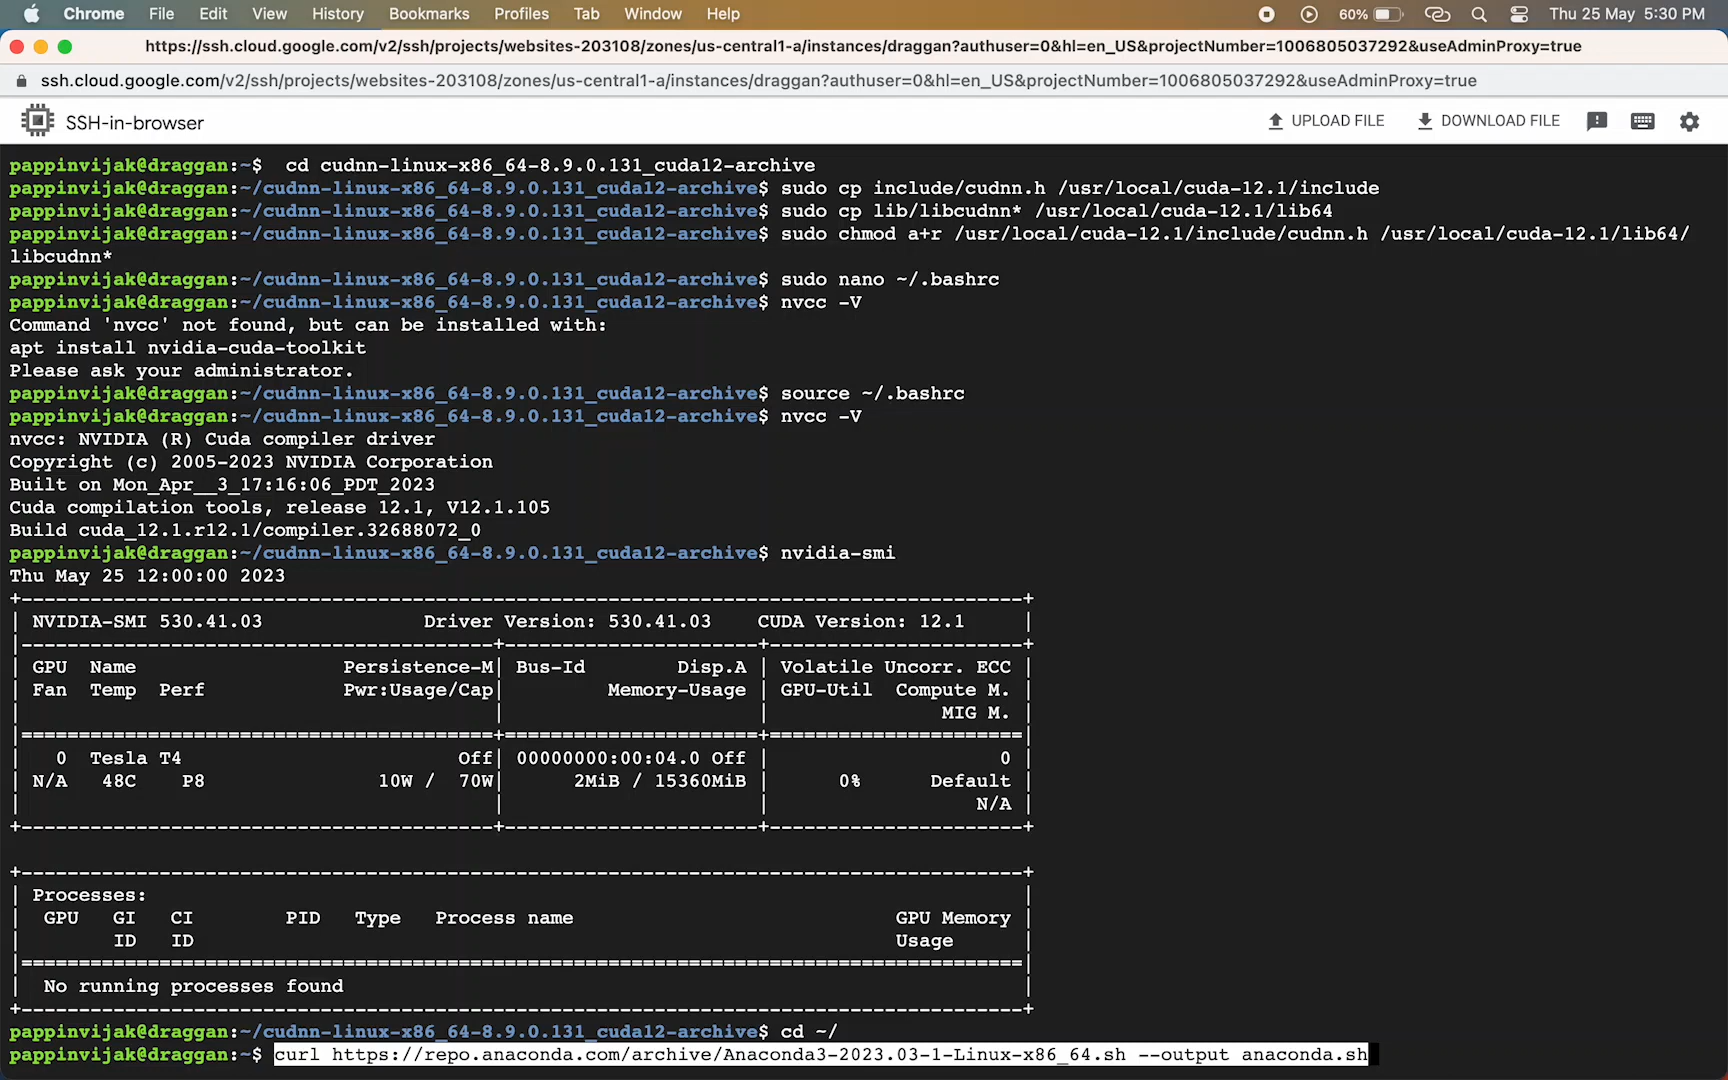 Chrome File Edit View History Bookmarks Profiles Tab Window Help 60% Thu 25 May 5:30 PM
https://ssh.cloud.google.com/v2/ssh/projects/websites-203108/zones/us-central1-a/instances/draggan?authuser=0&hl=en_US&projectNumber=1006805037292&useAdminProxy=true
ssh.cloud.google.com/v2/ssh/projects/websites-203108/zones/us-central1-a/instances/draggan?authuser=0&hl=en_US&projectNumber=1006805037292&useAdminProxy=true
SSH-in-browser UPLOAD FILE DOWNLOAD FILE
pappinvijak@draggan:~$  cd cudnn-linux-x86_64-8.9.0.131_cuda12-archive
pappinvijak@draggan:~/cudnn-linux-x86_64-8.9.0.131_cuda12-archive$ sudo cp include/cudnn.h /usr/local/cuda-12.1/include
pappinvijak@draggan:~/cudnn-linux-x86_64-8.9.0.131_cuda12-archive$ sudo cp lib/libcudnn* /usr/local/cuda-12.1/lib64
pappinvijak@draggan:~/cudnn-linux-x86_64-8.9.0.131_cuda12-archive$ sudo chmod a+r /usr/local/cuda-12.1/include/cudnn.h /usr/local/cuda-12.1/lib64/
libcudnn*
pappinvijak@draggan:~/cudnn-linux-x86_64-8.9.0.131_cuda12-archive$ sudo nano ~/.bashrc
pappinvijak@draggan:~/cudnn-linux-x86_64-8.9.0.131_cuda12-archive$ nvcc -V
Command 'nvcc' not found, but can be installed with:
apt install nvidia-cuda-toolkit
Please ask your administrator.
pappinvijak@draggan:~/cudnn-linux-x86_64-8.9.0.131_cuda12-archive$ source ~/.bashrc
pappinvijak@draggan:~/cudnn-linux-x86_64-8.9.0.131_cuda12-archive$ nvcc -V
nvcc: NVIDIA (R) Cuda compiler driver
Copyright (c) 2005-2023 NVIDIA Corporation
Built on Mon_Apr__3_17:16:06_PDT_2023
Cuda compilation tools, release 12.1, V12.1.105
Build cuda_12.1.r12.1/compiler.32688072_0
pappinvijak@draggan:~/cudnn-linux-x86_64-8.9.0.131_cuda12-archive$ nvidia-smi
Thu May 25 12:00:00 2023
NVIDIA-SMI 530.41.03 Driver Version: 530.41.03 CUDA Version: 12.1
GPU Name Persistence-M| Bus-Id Disp.A | Volatile Uncorr. ECC
Fan Temp Perf Pwr:Usage/Cap| Memory-Usage | GPU-Util Compute M.
MIG M.
0 Tesla T4 Off| 00000000:00:04.0 Off | 0
N/A 48C P8 10W / 70W| 2MiB / 15360MiB | 0% Default
N/A
Processes:
GPU GI CI PID Type Process name GPU Memory
ID ID Usage
No running processes found
pappinvijak@draggan:~/cudnn-linux-x86_64-8.9.0.131_cuda12-archive$ cd ~/
pappinvijak@draggan:~$ curl https://repo.anaconda.com/archive/Anaconda3-2023.03-1-Linux-x86_64.sh --output anaconda.sh